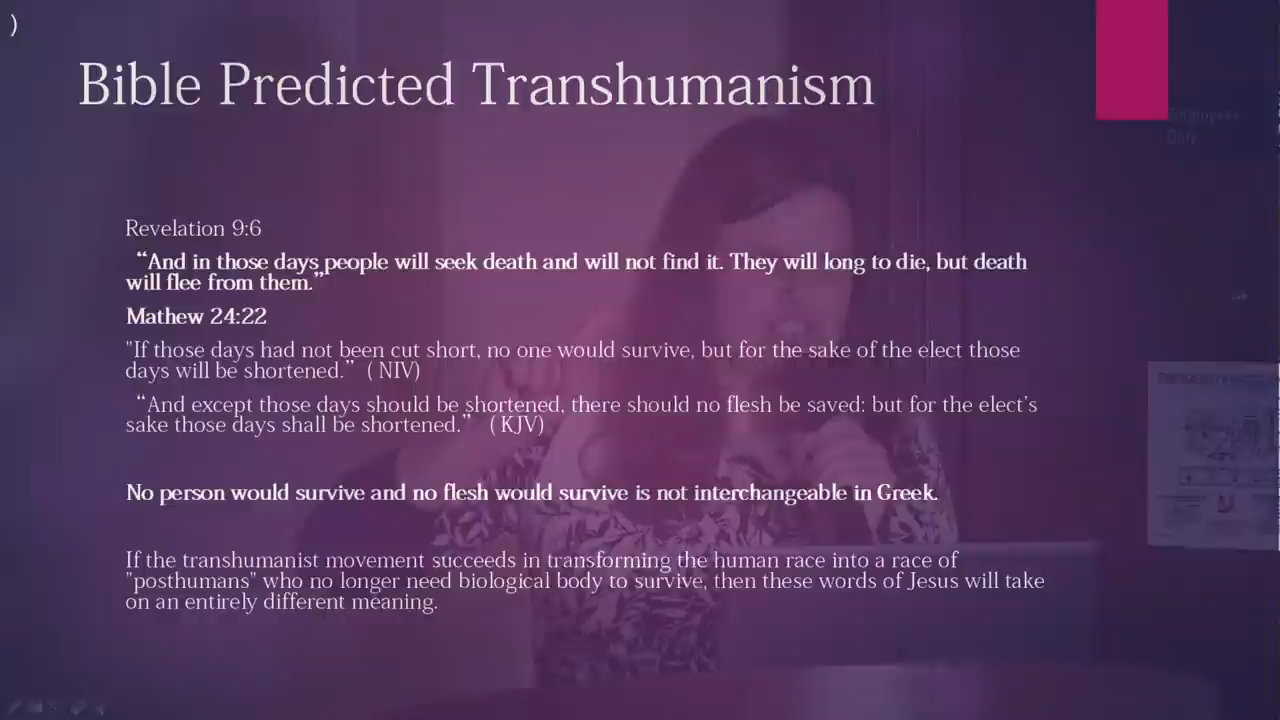 )
Bible Predicted Transhumanism
Employees
Only
Revelation 9:6
“And in those days people will seek death and will not find it. They will long to die, but death
will flee from them.”
Mathew 24:22
"If those days had not been cut short, no one would survive, but for the sake of the elect those
days will be shortened.” ( NIV)
“And except those days should be shortened, there should no flesh be saved: but for the elect’s
sake those days shall be shortened.” ( KJV)
No person would survive and no flesh would survive is not interchangeable in Greek.
If the transhumanist movement succeeds in transforming the human race into a race of
"posthumans" who no longer need biological body to survive, then these words of Jesus will take
on an entirely different meaning.